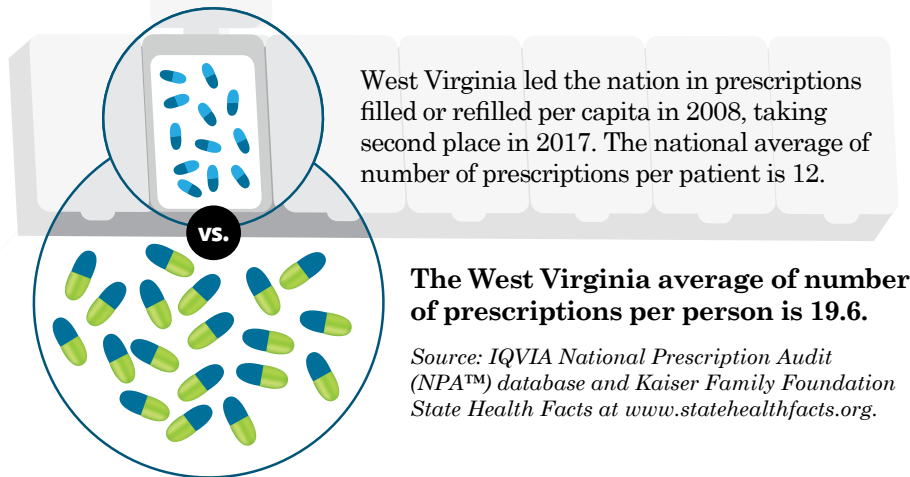 West Virginia led the nation in prescriptions
filled or refilled per capita in 2008, taking
second place in 2017. The national average of
number of prescriptions per patient is 12.
vs.
The West Virginia average of number
of prescriptions per person is 19.6.
Source: IQVIA National Prescription Audit
(NPA™) database and Kaiser Family Foundation
State Health Facts at www.statehealthfacts.org.